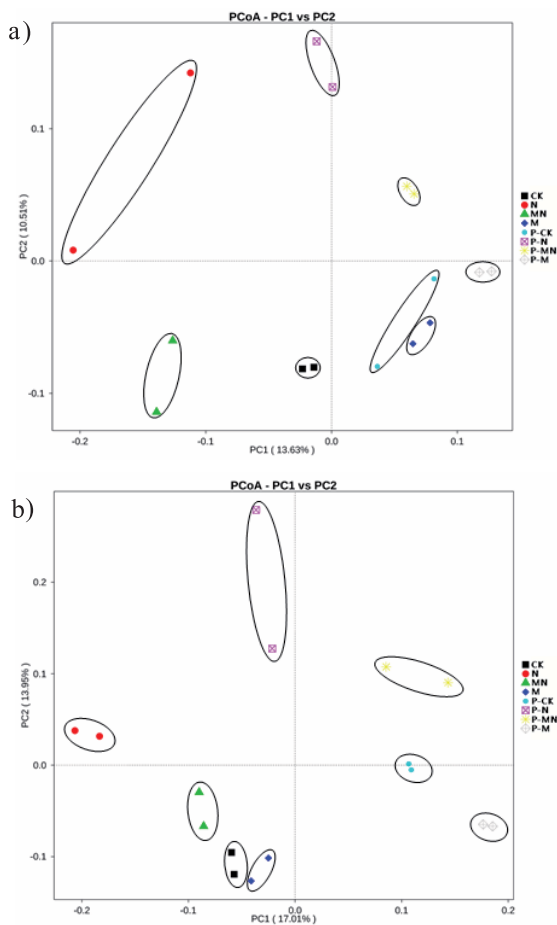 a)
PCoA - PC1 vs PC2
PC2 ( 10.51% )
0.1
0.0
-0.1
-0.2
-0.1
0.0
0.1
PC1 ( 13.63% )
CK
N
MN
M
P-CK
P-N
P-MN
P-M
b)
PCoA - PC1 vs PC2
PC2 ( 13.95% )
0.2
0.1
0.0
-0.1
-0.2
-0.1
0.0
0.1
0.2
PC1 ( 17.01% )
CK
N
MN
M
P-CK
P-N
P-MN
P-M